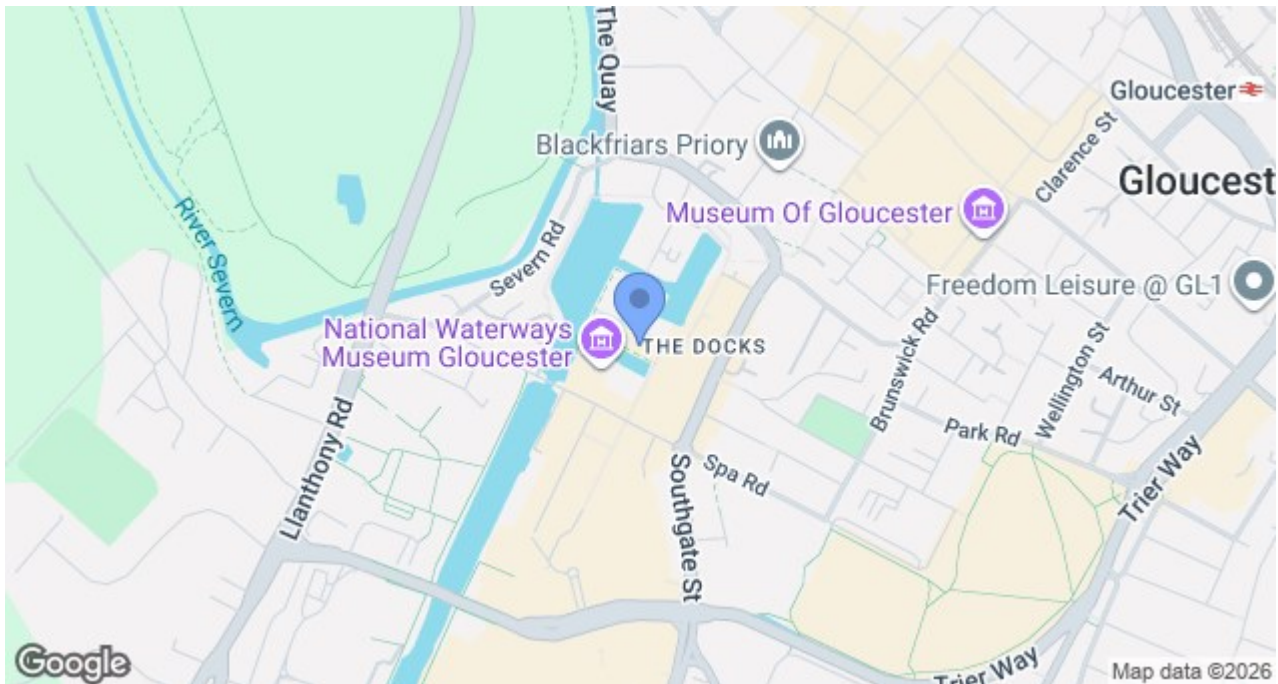 The Quay
Gloucester
Blackfriars Priory
Clarence St
Gloucest
Museum Of Gloucester
River Severn
Severn Rd
Freedom Leisure @ GL1
National Waterways
Museum Gloucester
THE DOCKS
Brunswick Rd
Wellington St
Arthur St
Park Rd
Llanthony Rd
Southgate St
Spa Rd
Trier Way
Trier Way
Google
Map data ©2026